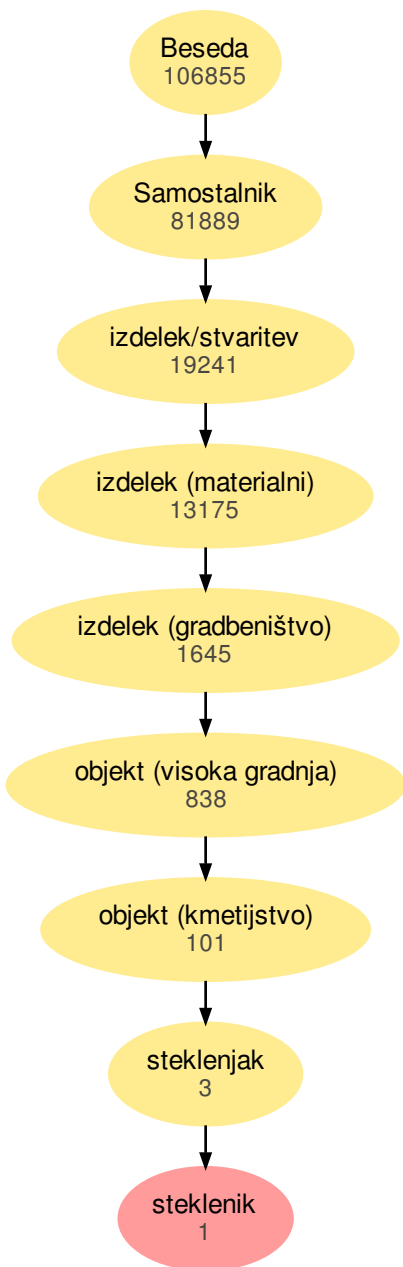 Beseda
106855
Samostalnik
81889
izdelek/stvaritev
19241
izdelek (materialni)
13175
izdelek (gradbeništvo)
1645
objekt (visoka gradnja)
838
objekt (kmetijstvo)
101
steklenjak
3
steklenik
1